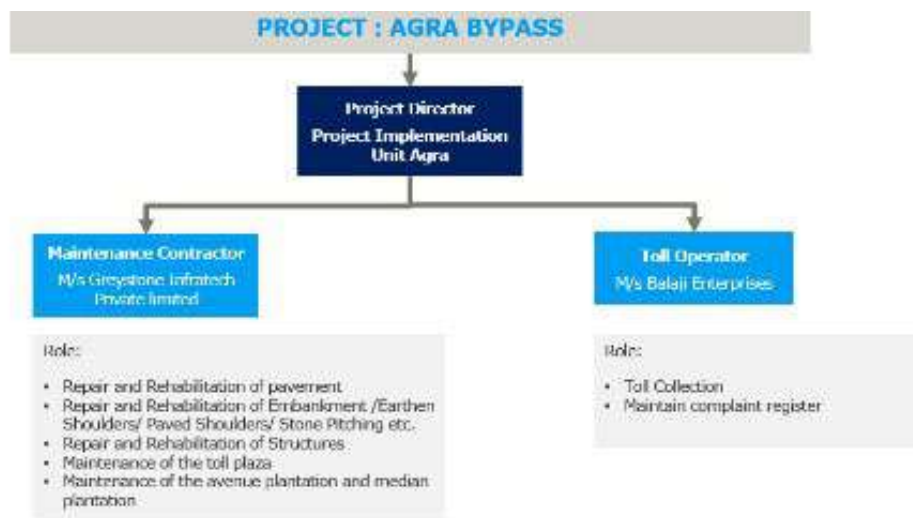 PROJECT : AGRA BYPASS
Project Director
Project Implementation
Unit Agra
Maintenance Contractor
M/s Greystone Infratech
Private limited
Toll Operator
M/s Balaji Enterprises
Role:
• Repair and Rehabilitation of pavement
• Repair and Rehabilitation of Embankment /Earthen
Shoulders/ Paved Shoulders/ Stone Pitching etc.
• Repair and Rehabilitation of Structures
• Maintenance of the toll plaza
• Maintenance of the avenue plantation and median
plantation
Role:
• Toll Collection
• Maintain complaint register